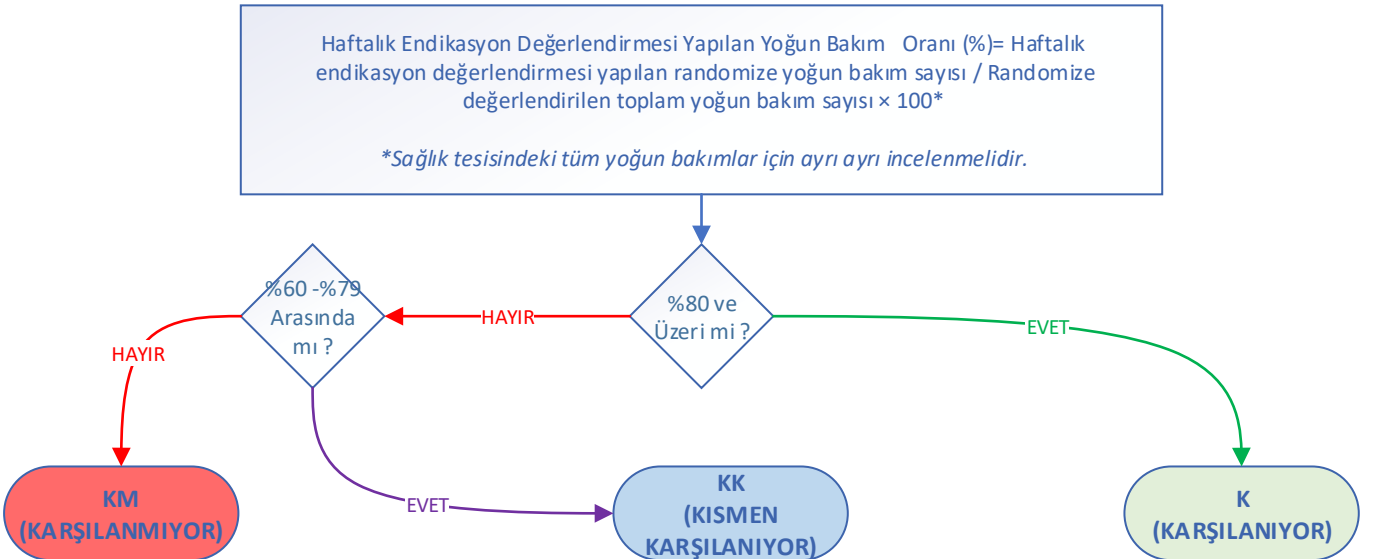 Haftalık Endikasyon Değerlendirmesi Yapılan Yoğun Bakım   Oranı (%)= Haftalık
endikasyon değerlendirmesi yapılan randomize yoğun bakım sayısı / Randomize
değerlendirilen toplam yoğun bakım sayısı × 100*
*Sağlık tesisindeki tüm yoğun bakımlar için ayrı ayrı incelenmelidir.
%60 -%79
Arasında
mı ?
HAYIR
%80 ve
Üzeri mi ?
EVET
HAYIR
EVET
KM
(KARŞILANMIYOR)
KK
(KISMEN
KARŞILANIYOR)
K
(KARŞILANIYOR)